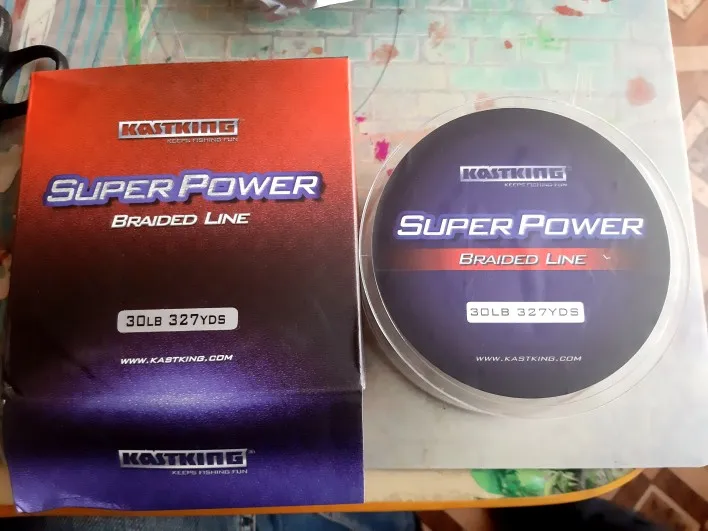 KASTKING
KEEPS FISHING FUN
SUPER POWER
BRAIDED LINE
30LB 327YDS
WWW.KASTKING.COM
KASTKING
KEEPS FISHING FUN
KASTKING
KEEPS FISHING FUN
SUPER POWER
BRAIDED LINE
30LB 327YDS
WWW.KASTKING.COM